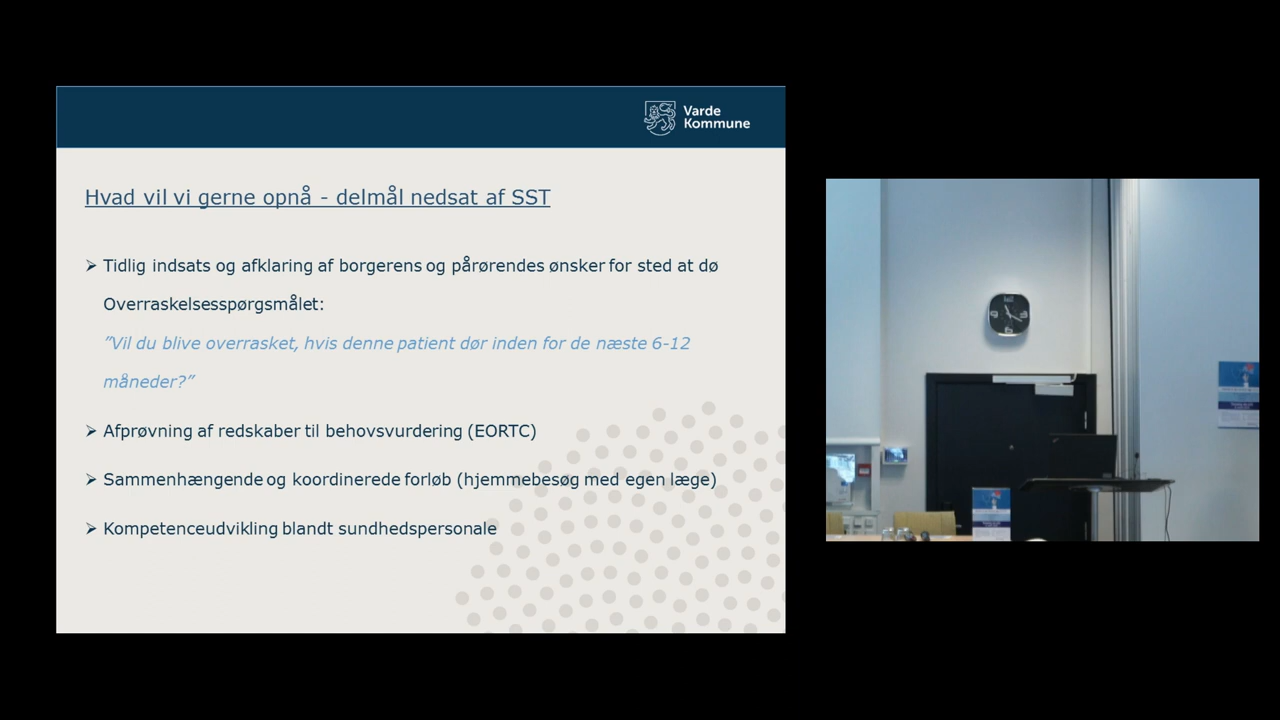 Varde
Kommune
Hvad vil vi gerne opnå - delmål nedsat af SST
➢ Tidlig indsats og afklaring af borgerens og pårørendes ønsker for sted at dø
Overraskelsesspørgsmålet:
”Vil du blive overrasket, hvis denne patient dør inden for de næste 6-12
måneder?”
➢ Afprøvning af redskaber til behovsvurdering (EORTC)
➢ Sammenhængende og koordinerede forløb (hjemmebesøg med egen læge)
➢ Kompetenceudvikling blandt sundhedspersonale